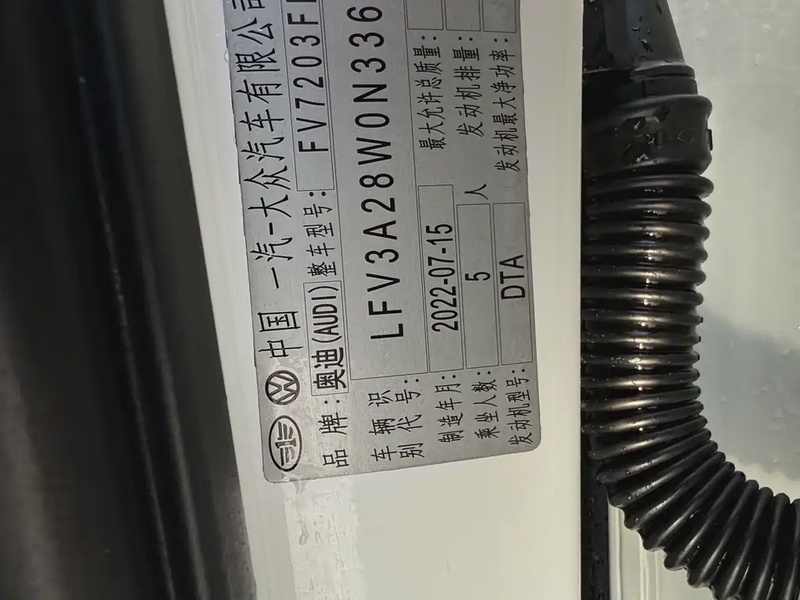 中国 一汽-大众汽车有限公司
品牌:奥迪(AUDI) 整车型号: FV7203F
车辆识别代号: LFV3A28W0N336
制造年月: 2022-07-15 最大允许总质量:
乘坐人数: 5 人 发动机排量:
发动机型号: DTA 发动机最大净功率: